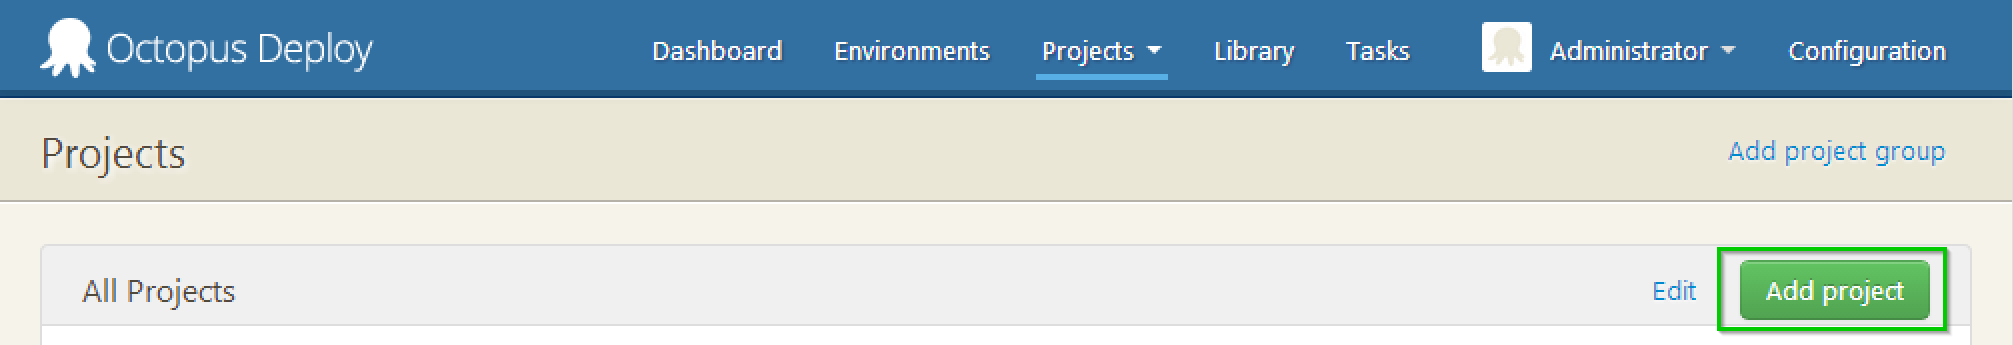 Octopus Deploy Dashboard Environments Projects Library Tasks Administrator Configuration
Projects Add project group
All Projects Edit Add project